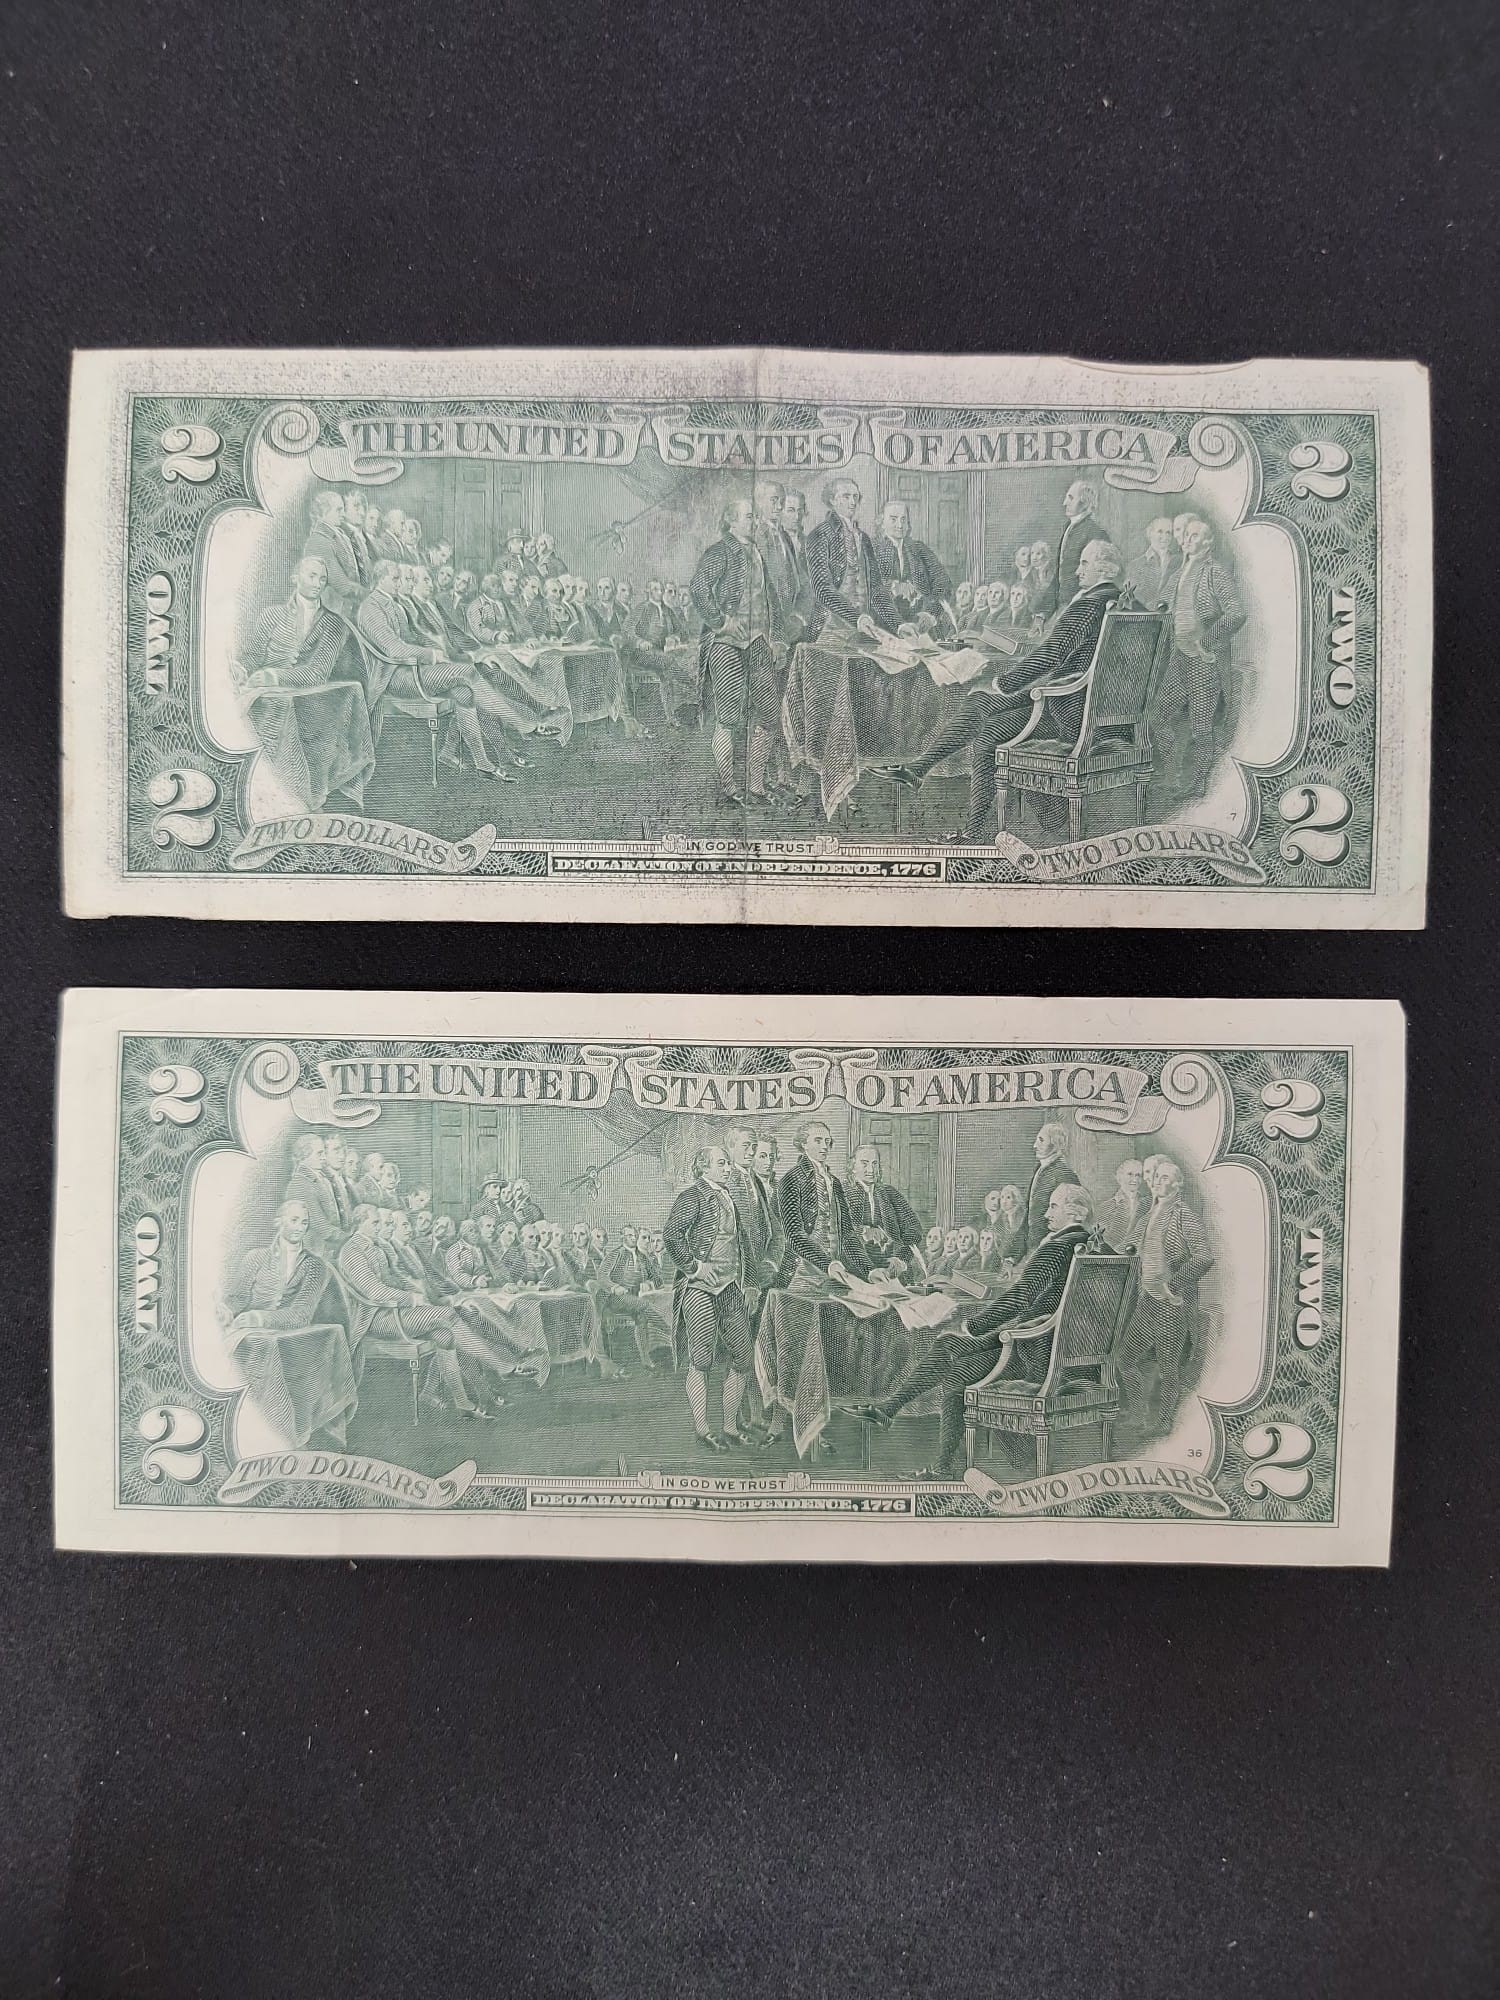 THE UNITED STATES OF AMERICA
2 2
TWO TWO
2 2
7
TWO DOLLARS IN GOD WE TRUST TWO DOLLARS
DECLARATION OF INDEPENDENCE, 1776
THE UNITED STATES OF AMERICA
2 2
TWO TWO
2 2
36
TWO DOLLARS IN GOD WE TRUST TWO DOLLARS
DECLARATION OF INDEPENDENCE, 1776